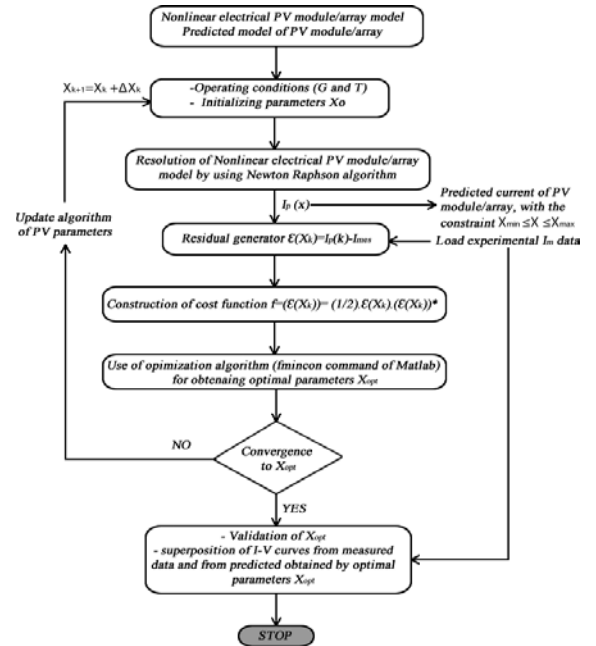 Nonlinear electrical PV module/array model
Predicted model of PV module/array
Xk+1=Xk +ΔXk
-Operating conditions (G and T)
- Initializing parameters Xo
Resolution of Nonlinear electrical PV module/array
model by using Newton Raphson algorithm
Ip (x)
Predicted current of PV
module/array, with the
constraint Xmin ≤X ≤Xmax
Load experimental Im data
Update algorithm
of PV parameters
Residual generator Ɛ(Xk)=Ip(k)-Imes
Construction of cost function f=(Ɛ(Xk))= (1/2).Ɛ(Xk).(Ɛ(Xk))*
Use of opimization algorithm (fmincon command of Matlab)
for obtenaing optimal parameters Xopt
NO
Convergence
to Xopt
YES
- Validation of Xopt
- superposition of I-V curves from measured
data and from predicted obtained by optimal
parameters Xopt
STOP